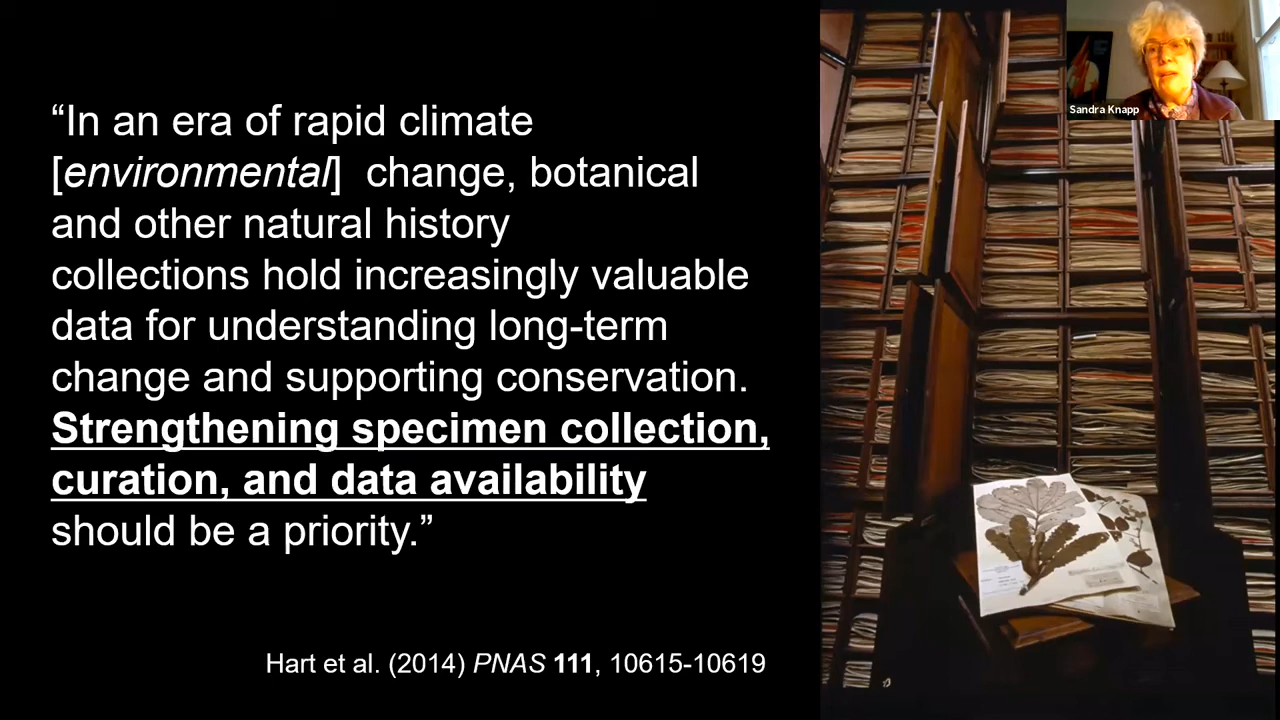 “In an era of rapid climate
[environmental] change, botanical
and other natural history
collections hold increasingly valuable
data for understanding long-term
change and supporting conservation.
Strengthening specimen collection,
curation, and data availability
should be a priority.”
Hart et al. (2014) PNAS 111, 10615-10619
Sandra Knapp